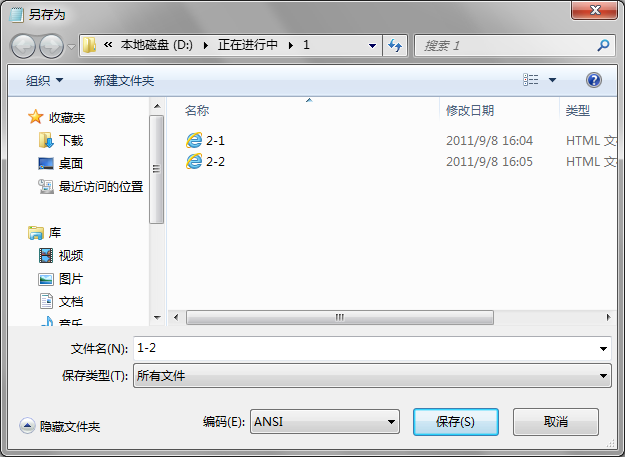 另存为
« 本地磁盘 (D:) 正在进行中 1
搜索 1
组织
新建文件夹
名称 修改日期 类型
收藏夹
下载
桌面
最近访问的位置
库
视频
图片
文档
音乐
2-1 2011/9/8 16:04 HTML 文
2-2 2011/9/8 16:05 HTML 文
文件名(N): 1-2
保存类型(T): 所有文件
隐藏文件夹
编码(E): ANSI
保存(S)
取消